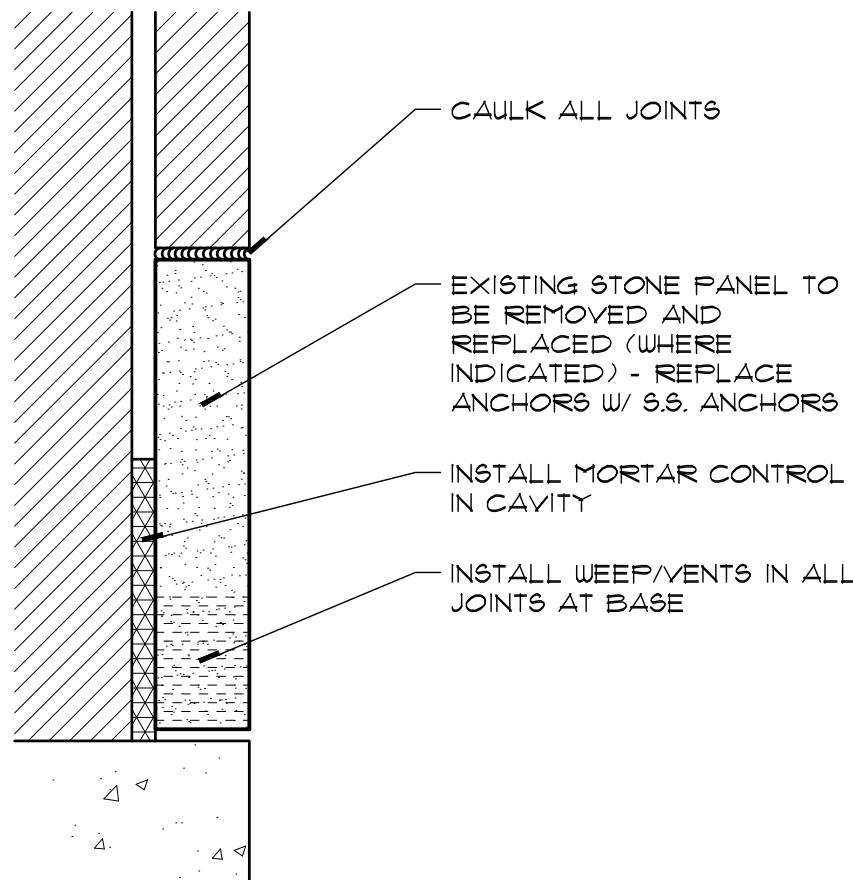 CAULK ALL JOINTS
EXISTING STONE PANEL TO
BE REMOVED AND
REPLACED (WHERE
INDICATED) - REPLACE
ANCHORS W/ S.S. ANCHORS
INSTALL MORTAR CONTROL
IN CAVITY
INSTALL WEEP/VENTS IN ALL
JOINTS AT BASE